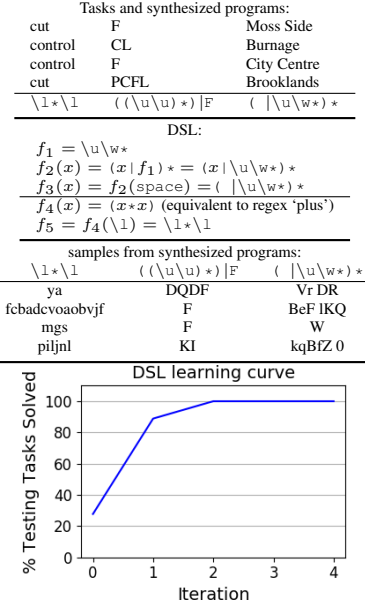 Tasks and synthesized programs:
cut F Moss Side
control CL Burnage
control F City Centre
cut PCFL Brooklands
\l*\l ((\u\u)*)|F ( |\u\w*)*
DSL:
f1 = \u\w*
f2(x) = (x|f1)* = (x|\u\w*)*
f3(x) = f2(space) =( |\u\w*)*
f4(x) = (x*x) (equivalent to regex ‘plus’)
f5 = f4(\l) = \l*\l
samples from synthesized programs:
\l*\l ((\u\u)*)|F ( |\u\w*)*
ya DQDF Vr DR
fcbadcvoaobvjf F BeF lKQ
mgs F W
piljnl KI kqBfZ 0
DSL learning curve
% Testing Tasks Solved
100
80
60
40
20
0
0 1 2 3 4
Iteration